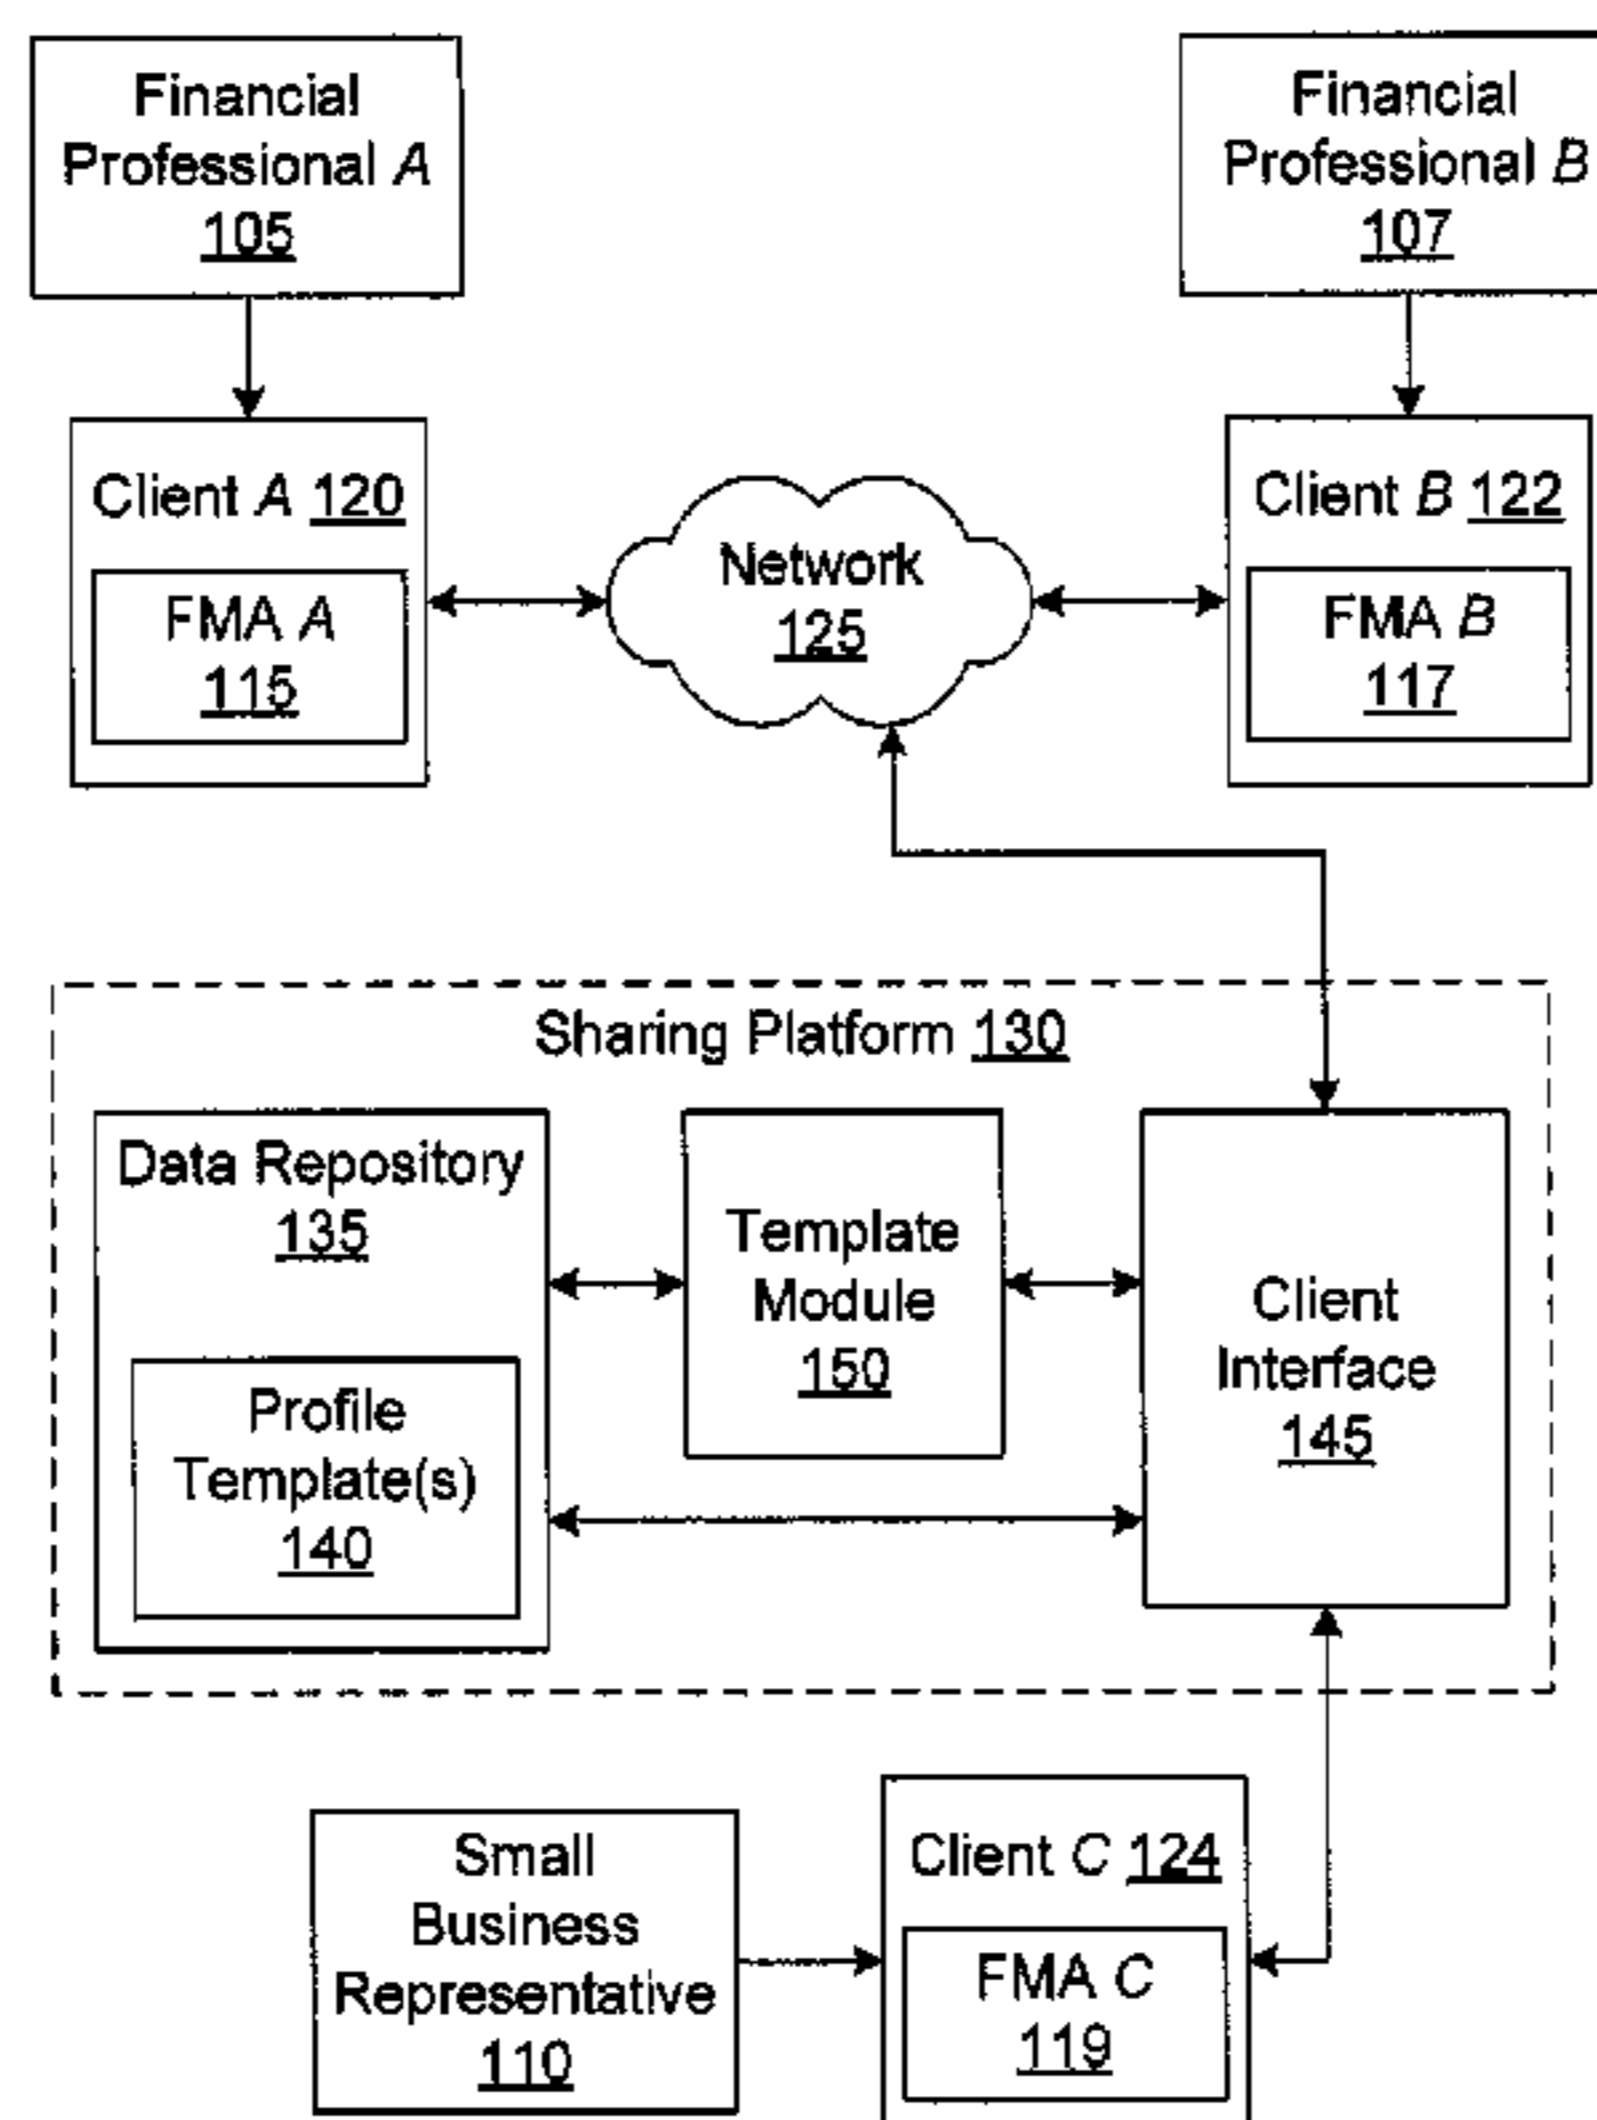 Financial
Professional A
105
Financial
Professional B
107
Client A 120
FMA A
115
Network
125
Client B 122
FMA B
117
Sharing Platform 130
Data Repository
135
Profile
Template(s)
140
Template
Module
150
Client
Interface
145
Small
Business
Representative
110
Client C 124
FMA C
119